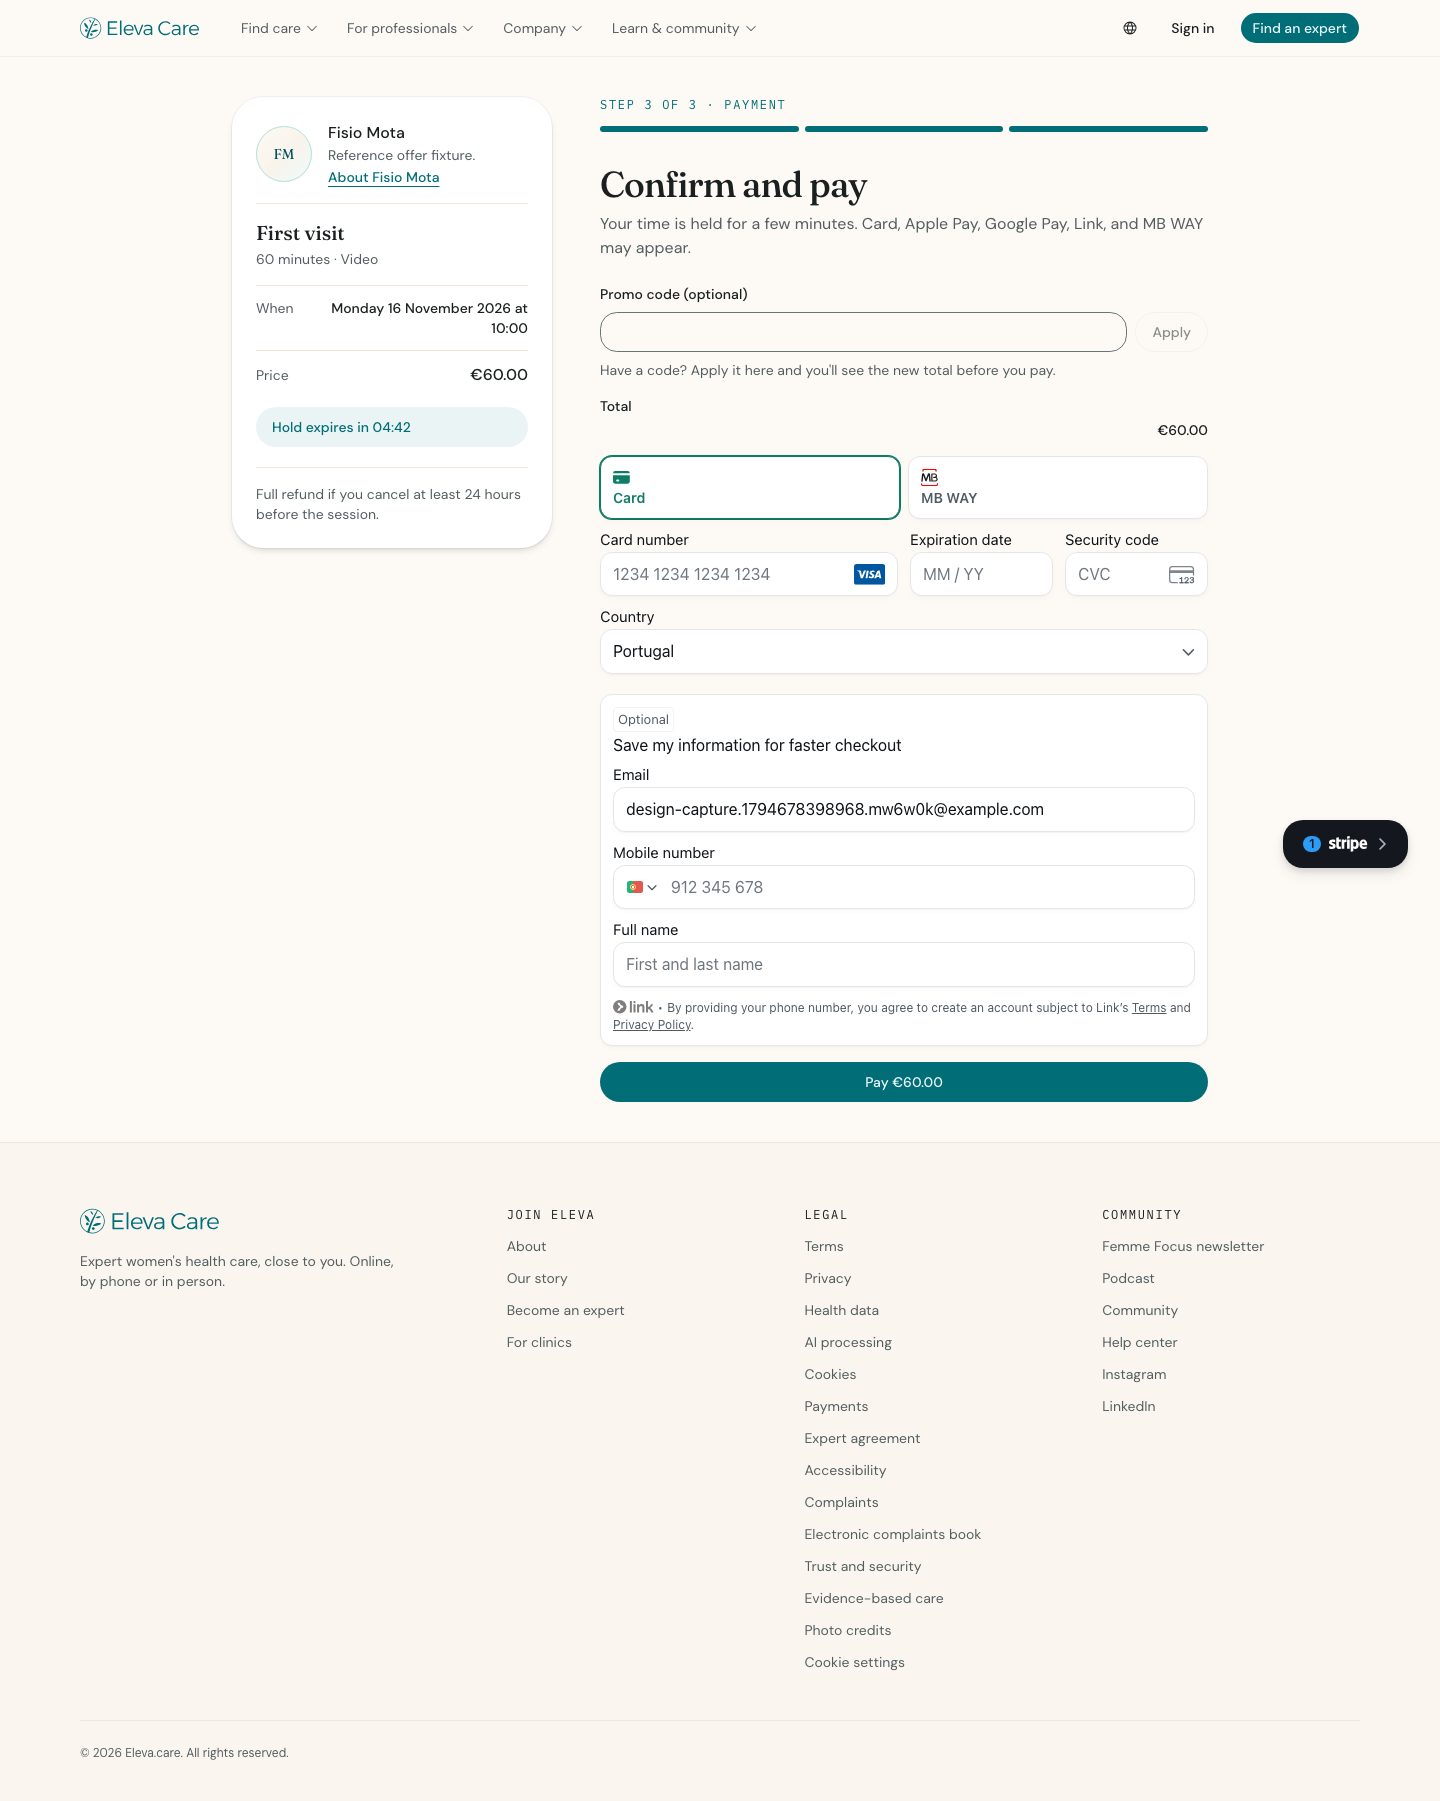 Eleva Care
Find care
For professionals
Company
Learn & community
Sign in
Find an expert
FM
Fisio Mota
Reference offer fixture.
About Fisio Mota
First visit
60 minutes · Video
When
Monday 16 November 2026 at
10:00
Price
€60.00
Hold expires in 04:42
Full refund if you cancel at least 24 hours
before the session.
STEP 3 OF 3 · PAYMENT
Confirm and pay
Your time is held for a few minutes. Card, Apple Pay, Google Pay, Link, and MB WAY
may appear.
Promo code (optional)
Apply
Have a code? Apply it here and you'll see the new total before you pay.
Total
€60.00
Card
MB
MB WAY
Card number
Expiration date
Security code
1234 1234 1234 1234
VISA
MM / YY
CVC
123
Country
Portugal
Optional
Save my information for faster checkout
Email
design-capture.1794678398968.mw6w0k@example.com
Mobile number
912 345 678
Full name
First and last name
link • By providing your phone number, you agree to create an account subject to Link's Terms and
Privacy Policy.
Pay €60.00
1 stripe
Eleva Care
Expert women's health care, close to you. Online,
by phone or in person.
JOIN ELEVA
About
Our story
Become an expert
For clinics
LEGAL
Terms
Privacy
Health data
AI processing
Cookies
Payments
Expert agreement
Accessibility
Complaints
Electronic complaints book
Trust and security
Evidence-based care
Photo credits
Cookie settings
COMMUNITY
Femme Focus newsletter
Podcast
Community
Help center
Instagram
LinkedIn
© 2026 Eleva.care. All rights reserved.